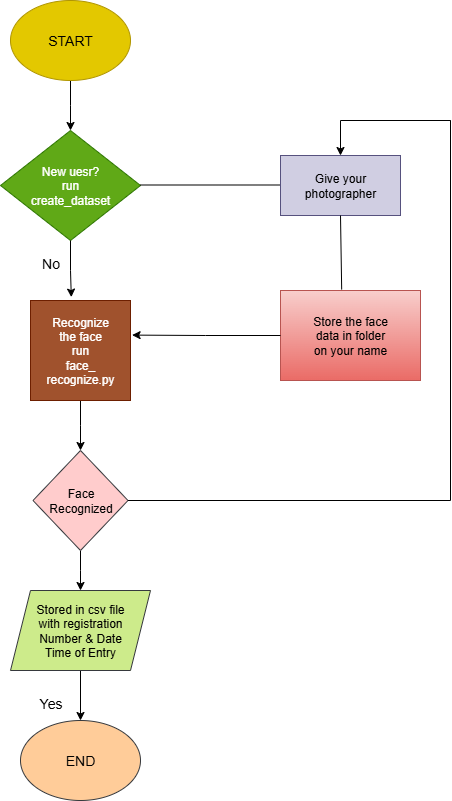 START
New uesr?
run
create_dataset
Give your
photographer
No
Recognize
the face
run
face_
recognize.py
Store the face
data in folder
on your name
Face
Recognized
Stored in csv file
with registration
Number & Date
Time of Entry
Yes
END